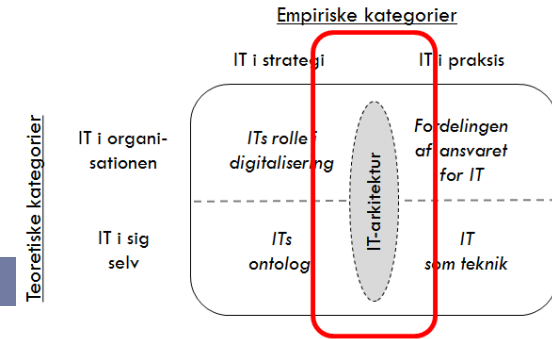 Empiriske kategorier
IT i strategi
IT i praksis
Teoretiske kategorier
IT i organi-
sationen
ITs rolle i
digitalisering
IT-arkitektur
Fordelingen
af ansvaret
for IT
IT i sig
selv
ITs
ontologi
IT
som teknik